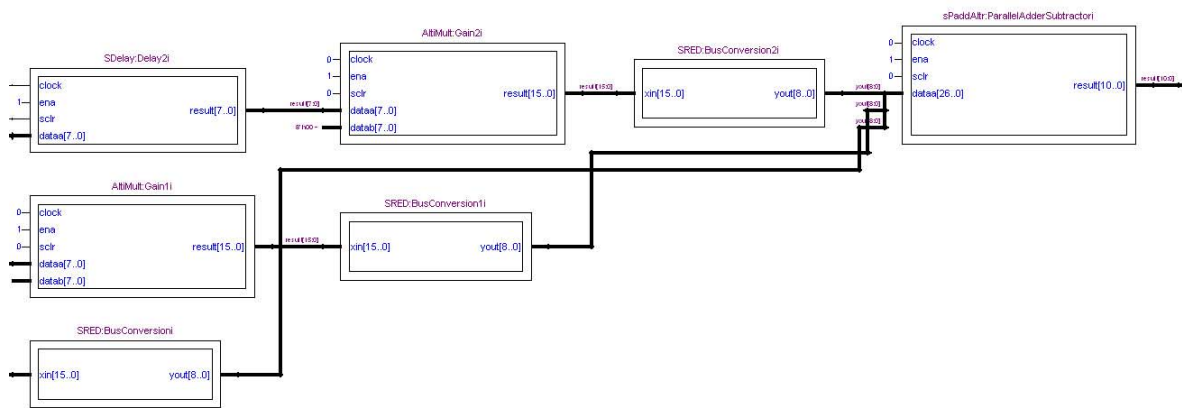 sPaddAltr:ParallelAdderSubtractori
AltiMult:Gain2i
SRED:BusConversion2i
SDelay:Delay2i
0 clock
1 ena
0 sclr
dataa[26..0]
result[10..0]
result[10:0]
0 clock
1 ena
0 sclr
dataa[7..0]
datab[7..0]
result[15..0]
result[15:0]
xin[15..0]
yout[8..0]
yout[8:0]
yout[8:0]
yout[8:0]
clock
1 ena
sclr
dataa[7..0]
result[7..0]
result[7:0]
AltiMult:Gain1i
SRED:BusConversion1i
0 clock
1 ena
0 sclr
dataa[7..0]
datab[7..0]
result[15..0]
result[15:0]
xin[15..0]
yout[8..0]
SRED:BusConversioni
xin[15..0]
yout[8..0]